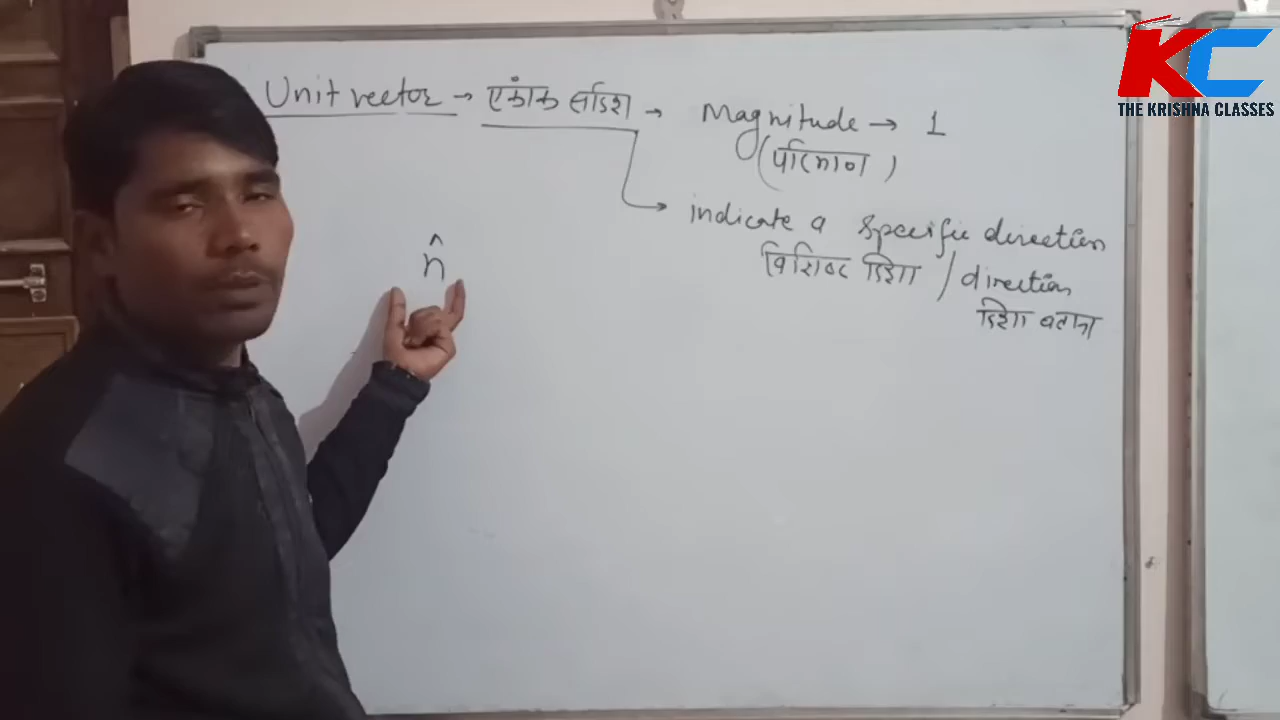 Unit vector → एकांक सदिश → Magnitude → 1
(परिमाण)
indicate a specific direction
विशिष्ट दिशा / direction
दिशा बताना
n̂
KC
THE KRISHNA CLASSES